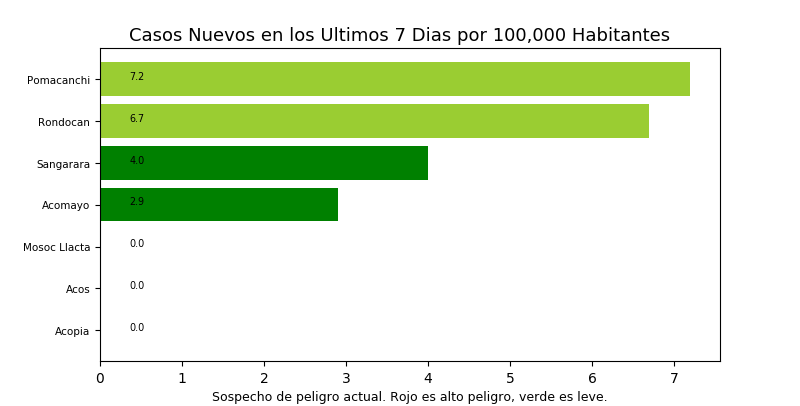 Casos Nuevos en los Ultimos 7 Dias por 100,000 Habitantes
Pomacanchi 7.2
Rondocan 6.7
Sangarara 4.0
Acomayo 2.9
Mosoc Llacta 0.0
Acos 0.0
Acopia 0.0
0 1 2 3 4 5 6 7
Sospecho de peligro actual. Rojo es alto peligro, verde es leve.